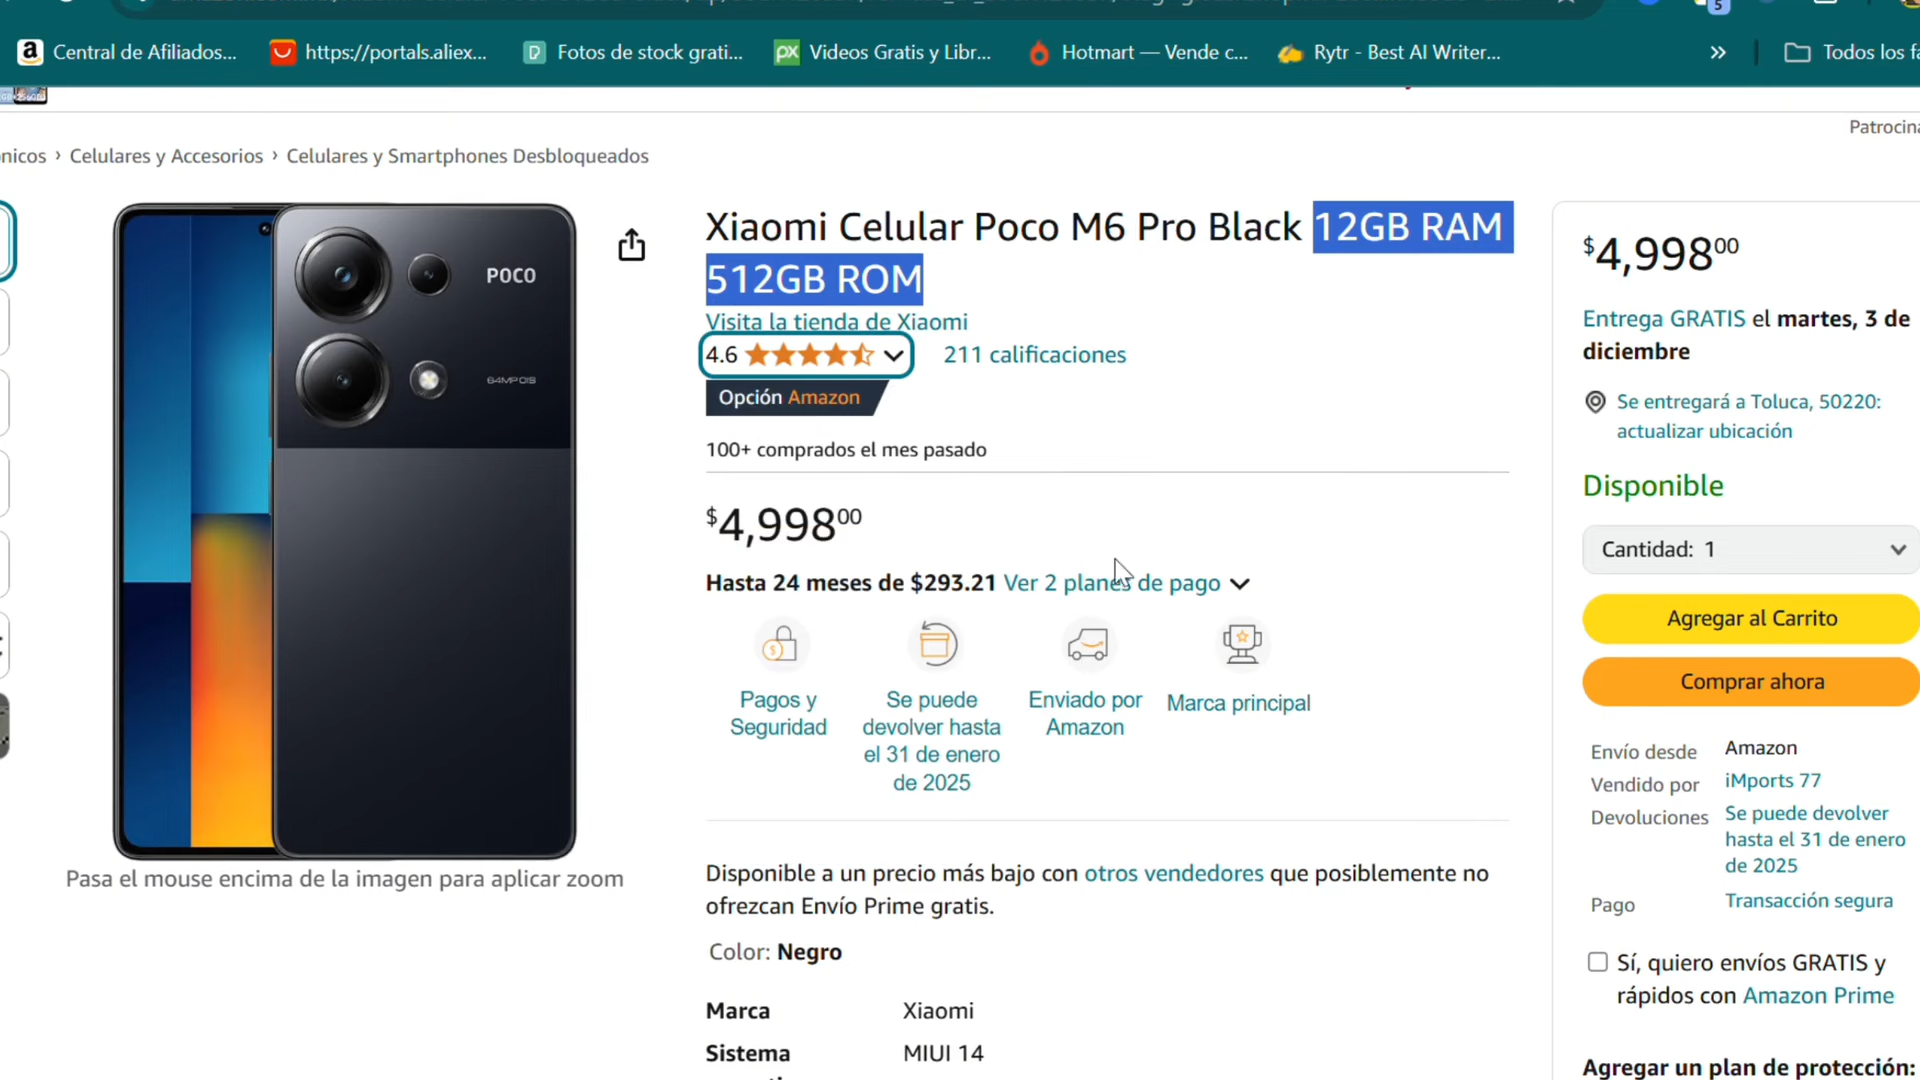 5
Central de Afiliados...
https://portals.aliex...
Fotos de stock grati...
Videos Gratis y Libr...
Hotmart — Vende c...
Rytr - Best AI Writer...
»
Todos los fa
Patrocina
nicos › Celulares y Accesorios › Celulares y Smartphones Desbloqueados
POCO
64MP OIS
Pasa el mouse encima de la imagen para aplicar zoom
Xiaomi Celular Poco M6 Pro Black 12GB RAM
512GB ROM
Visita la tienda de Xiaomi
4.6 211 calificaciones
Opción Amazon
100+ comprados el mes pasado
$4,998⁰⁰
Hasta 24 meses de $293.21 Ver 2 planes de pago
Pagos y
Seguridad
Se puede
devolver hasta
el 31 de enero
de 2025
Enviado por
Amazon
Marca principal
Disponible a un precio más bajo con otros vendedores que posiblemente no
ofrezcan Envío Prime gratis.
Color: Negro
Marca Xiaomi
Sistema MIUI 14
$4,998⁰⁰
Entrega GRATIS el martes, 3 de
diciembre
Se entregará a Toluca, 50220:
actualizar ubicación
Disponible
Cantidad: 1
Agregar al Carrito
Comprar ahora
Envío desde Amazon
Vendido por iMports 77
Devoluciones Se puede devolver
hasta el 31 de enero
de 2025
Pago Transacción segura
Sí, quiero envíos GRATIS y
rápidos con Amazon Prime
Agregar un plan de protección: